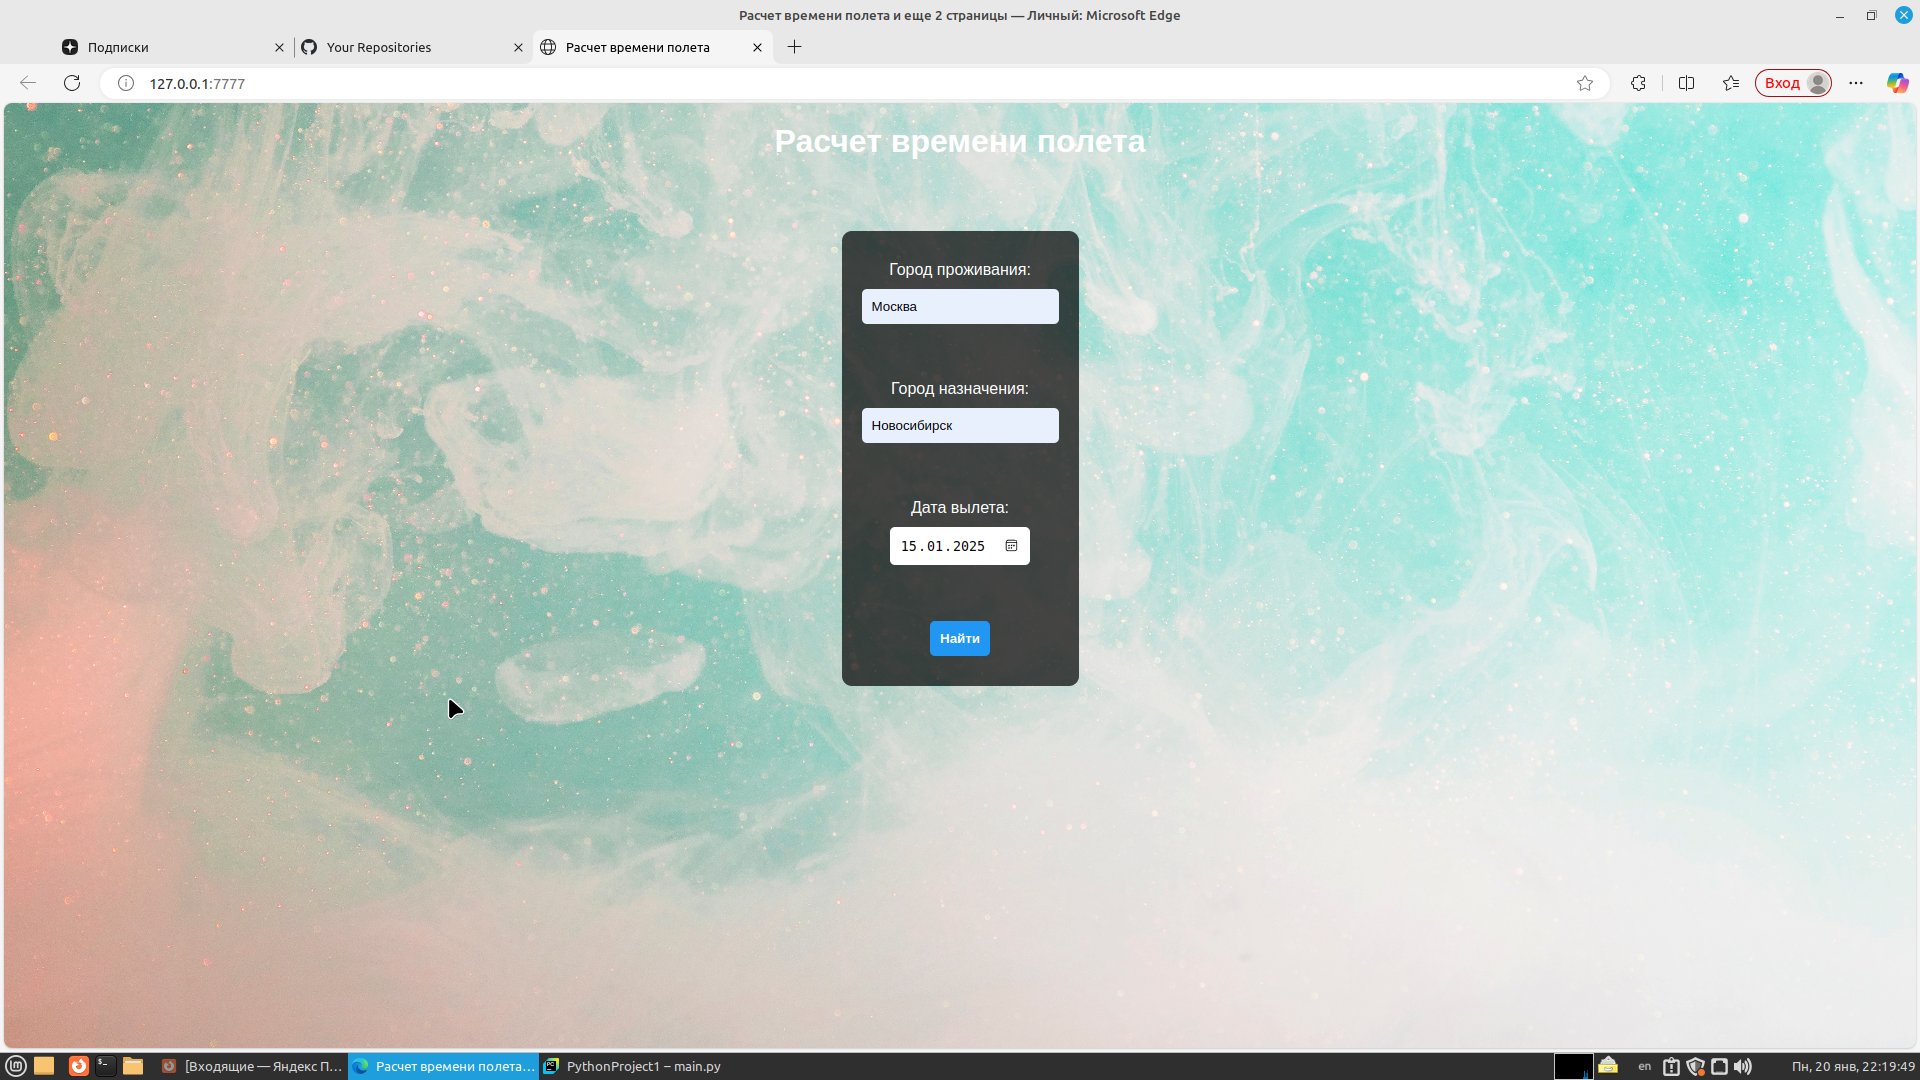 Расчет времени полета и еще 2 страницы — Личный: Microsoft Edge
Подписки
Your Repositories
Расчет времени полета
127.0.0.1:7777
Вход
Расчет времени полета
Город проживания:
Москва
Город назначения:
Новосибирск
Дата вылета:
15.01.2025
Найти
[Входящие — Яндекс П...
Расчет времени полета...
PythonProject1 – main.py
en
Пн, 20 янв, 22:19:49